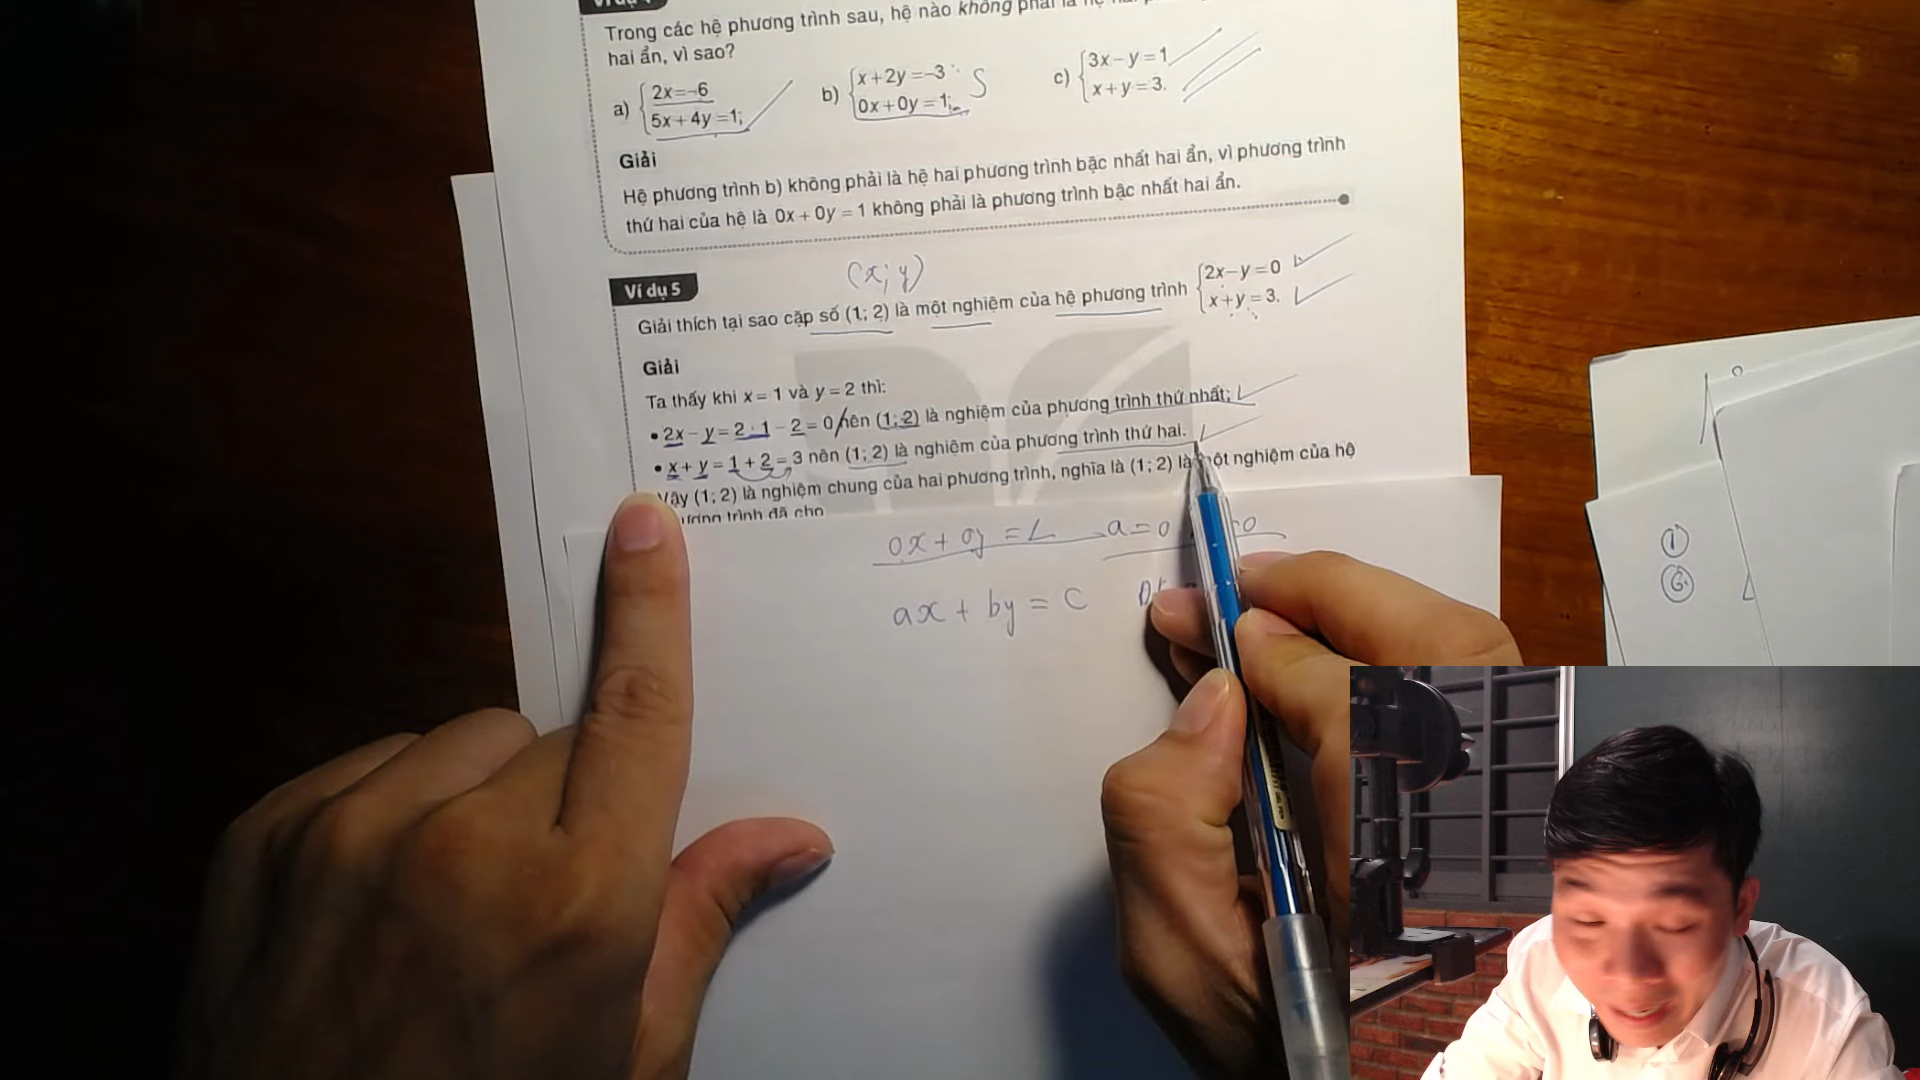 Trong các hệ phương trình sau, hệ nào không phải là hệ hai
hai ẩn, vì sao?
a) { 2x = -6
5x + 4y = 1;
b) { x + 2y = -3
0x + 0y = 1;
S
c) { 3x - y = 1
x + y = 3.
Giải
Hệ phương trình b) không phải là hệ hai phương trình bậc nhất hai ẩn, vì phương trình
thứ hai của hệ là 0x + 0y = 1 không phải là phương trình bậc nhất hai ẩn.
(x; y)
Ví dụ 5
Giải thích tại sao cặp số (1; 2) là một nghiệm của hệ phương trình { 2x - y = 0
x + y = 3.
Giải
Ta thấy khi x = 1 và y = 2 thì:
• 2x - y = 2 · 1 - 2 = 0 nên (1; 2) là nghiệm của phương trình thứ nhất;
• x + y = 1 + 2 = 3 nên (1; 2) là nghiệm của phương trình thứ hai.
Vậy (1; 2) là nghiệm chung của hai phương trình, nghĩa là (1; 2) là một nghiệm của hệ
trình đã cho
0x + 0y = 1 a = 0
ax + by = c
①